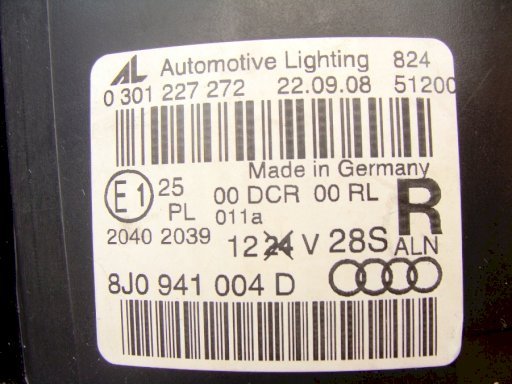 AL Automotive Lighting 824
0 301 227 272 22.09.08 51200
Made in Germany
E1 25 00 DCR 00 RL R
PL 011a
2040 2039 12 24 V 28S ALN
8J0 941 004 D